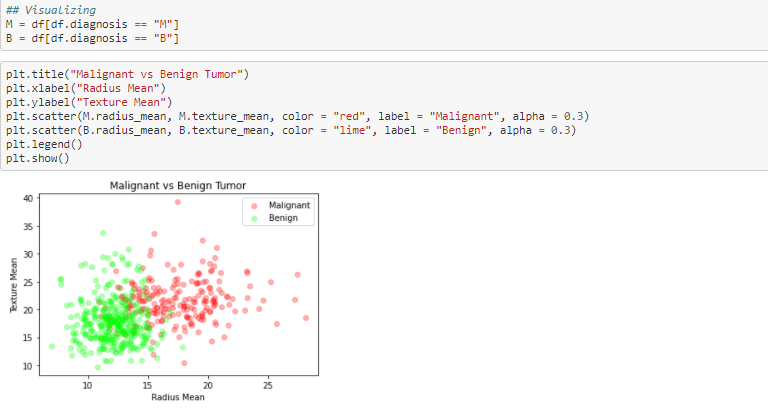 ## Visualizing
M = df[df.diagnosis == "M"]
B = df[df.diagnosis == "B"]
plt.title("Malignant vs Benign Tumor")
plt.xlabel("Radius Mean")
plt.ylabel("Texture Mean")
plt.scatter(M.radius_mean, M.texture_mean, color = "red", label = "Malignant", alpha = 0.3)
plt.scatter(B.radius_mean, B.texture_mean, color = "lime", label = "Benign", alpha = 0.3)
plt.legend()
plt.show()
Malignant vs Benign Tumor
Malignant
Benign
Texture Mean
40
35
30
25
20
15
10
10 15 20 25
Radius Mean